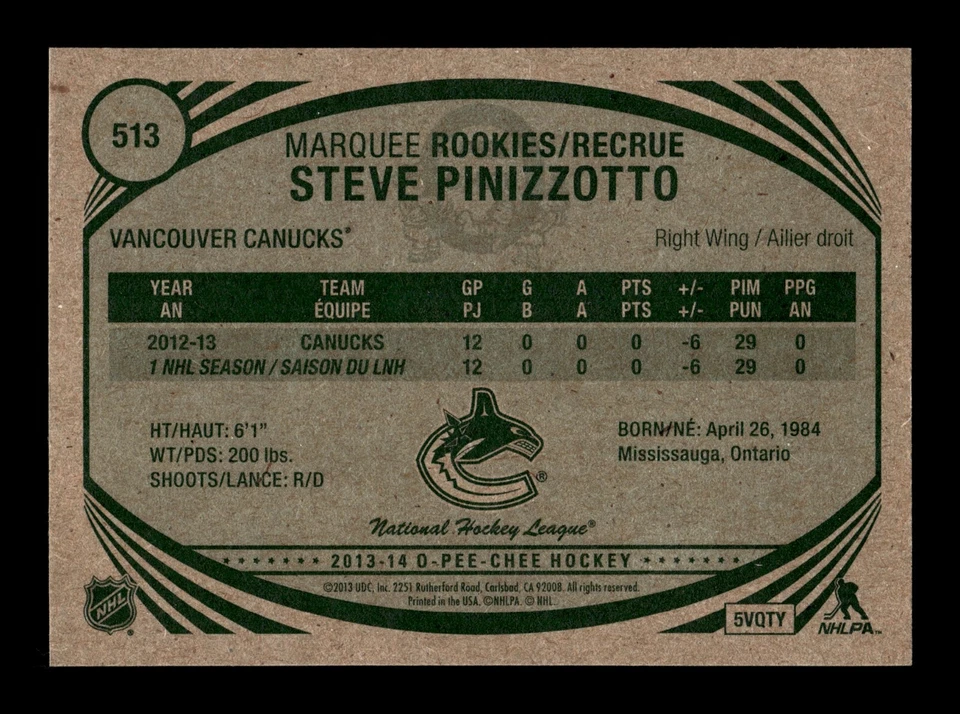 513
MARQUEE ROOKIES/RECRUE
STEVE PINIZZOTTO
VANCOUVER CANUCKS® Right Wing / Ailier droit
YEAR TEAM GP G A PTS +/- PIM PPG
AN ÉQUIPE PJ B A PTS +/- PUN AN
2012-13 CANUCKS 12 0 0 0 -6 29 0
1 NHL SEASON / SAISON DU LNH 12 0 0 0 -6 29 0
HT/HAUT: 6'1"
WT/PDS: 200 lbs.
SHOOTS/LANCE: R/D
BORN/NÉ: April 26, 1984
Mississauga, Ontario
®
National Hockey League®
******* 2013-14 O-PEE-CHEE HOCKEY *******
©2013 UDC, Inc. 2251 Rutherford Road, Carlsbad, CA 92008. All rights reserved.
Printed in the USA. ©NHLPA. © NHL.
NHL®
5VQTY
NHLPA™